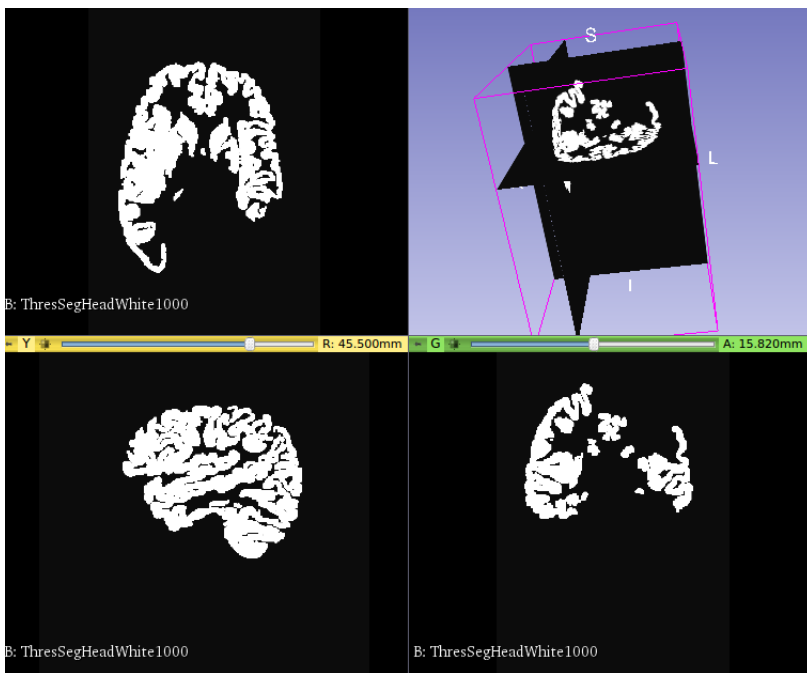 S
L
I
B: ThresSegHeadWhite1000
Y R: 45.500mm
G A: 15.820mm
B: ThresSegHeadWhite1000
B: ThresSegHeadWhite1000